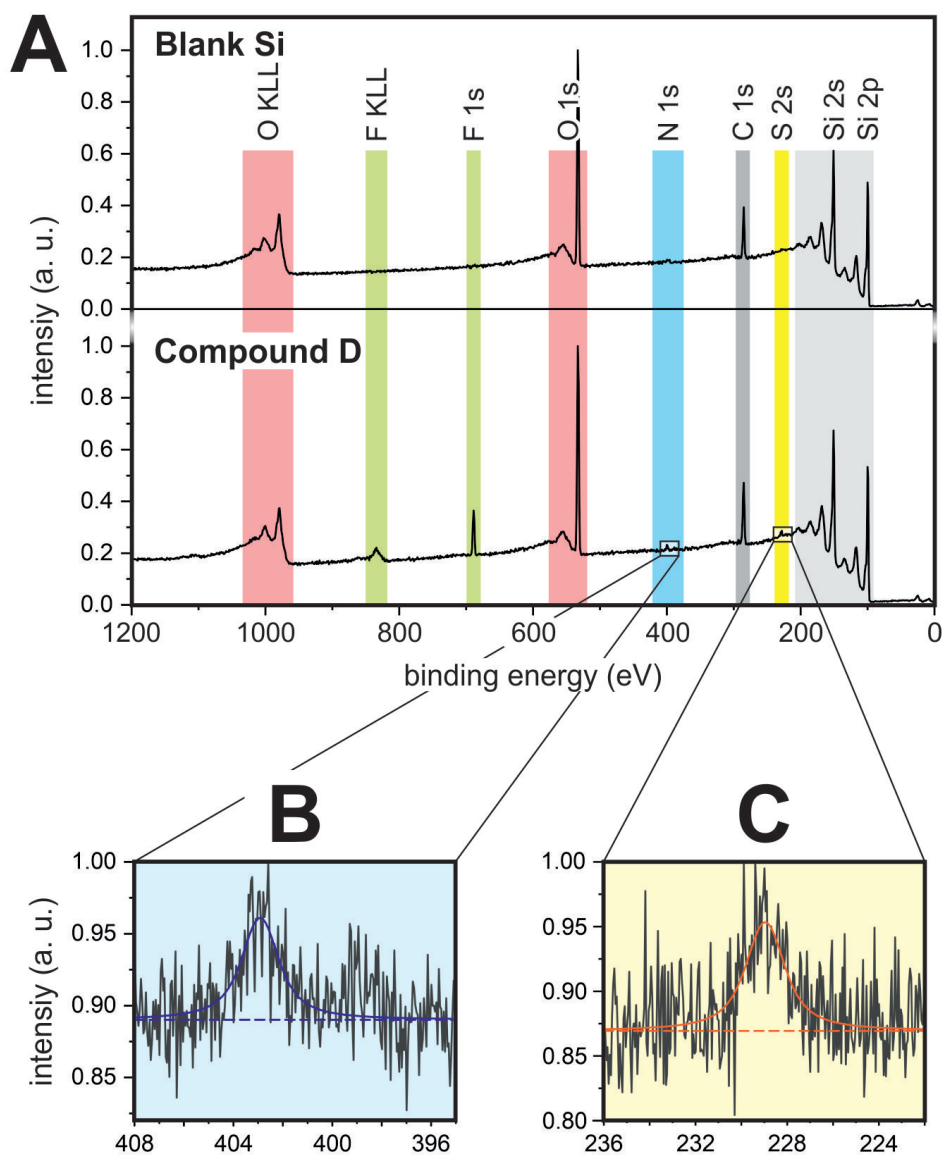 A
Blank Si
O KLL
F KLL
F 1s
O 1s
N 1s
C 1s
S 2s
Si 2s
Si 2p
1.0
0.8
0.6
0.4
0.2
0.0
Compound D
1.0
0.8
0.6
0.4
0.2
0.0
intensiy (a. u.)
1200 1000 800 600 400 200 0
binding energy (eV)
B
1.00
0.95
0.90
0.85
intensiy (a. u.)
408 404 400 396
C
1.00
0.95
0.90
0.85
0.80
236 232 228 224